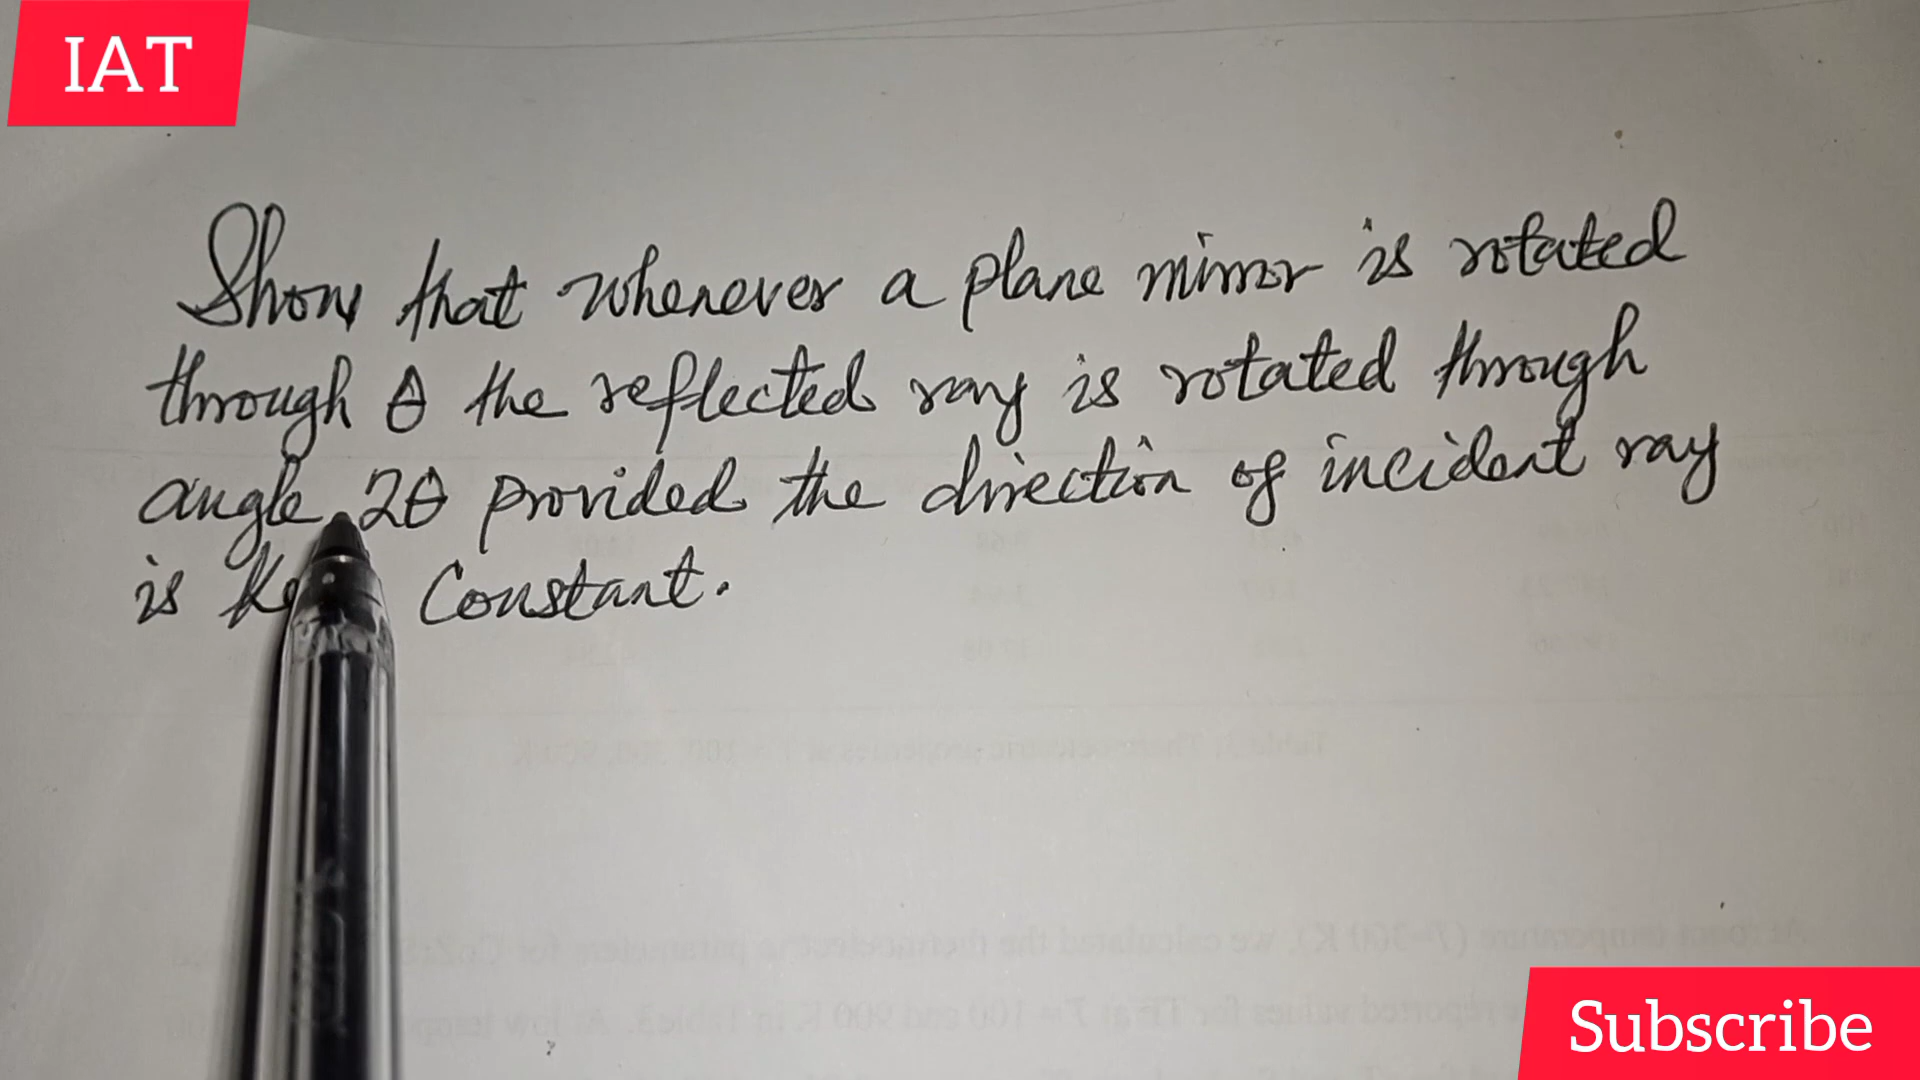 IAT
Show that whenever a plane mirror is rotated
through θ the reflected ray is rotated through
angle 2θ provided the direction of incident ray
is Constant.
Subscribe